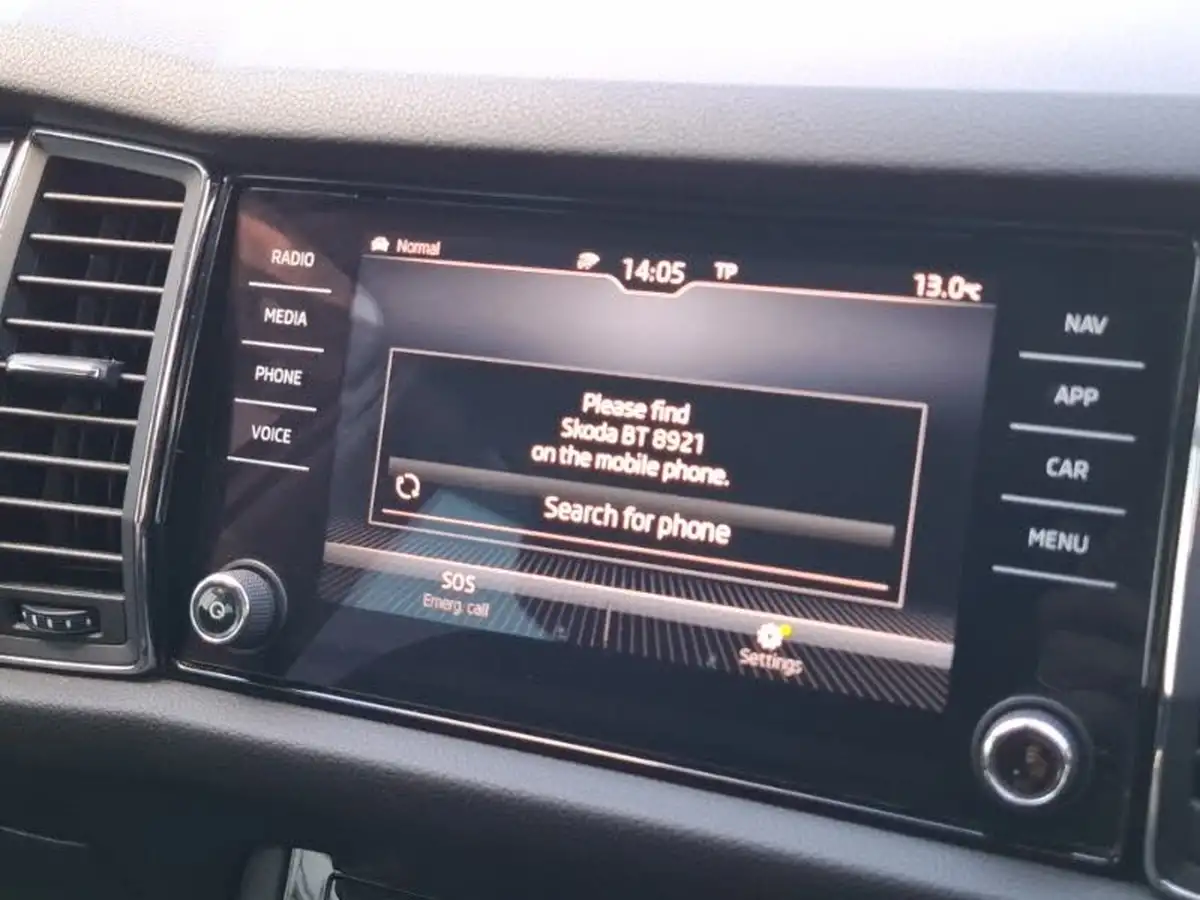 RADIO
MEDIA
PHONE
VOICE
Normal
14:05
TP
13.0°C
Please find
Skoda BT 8921
on the mobile phone.
Search for phone
SOS
Emerg. call
Settings
NAV
APP
CAR
MENU